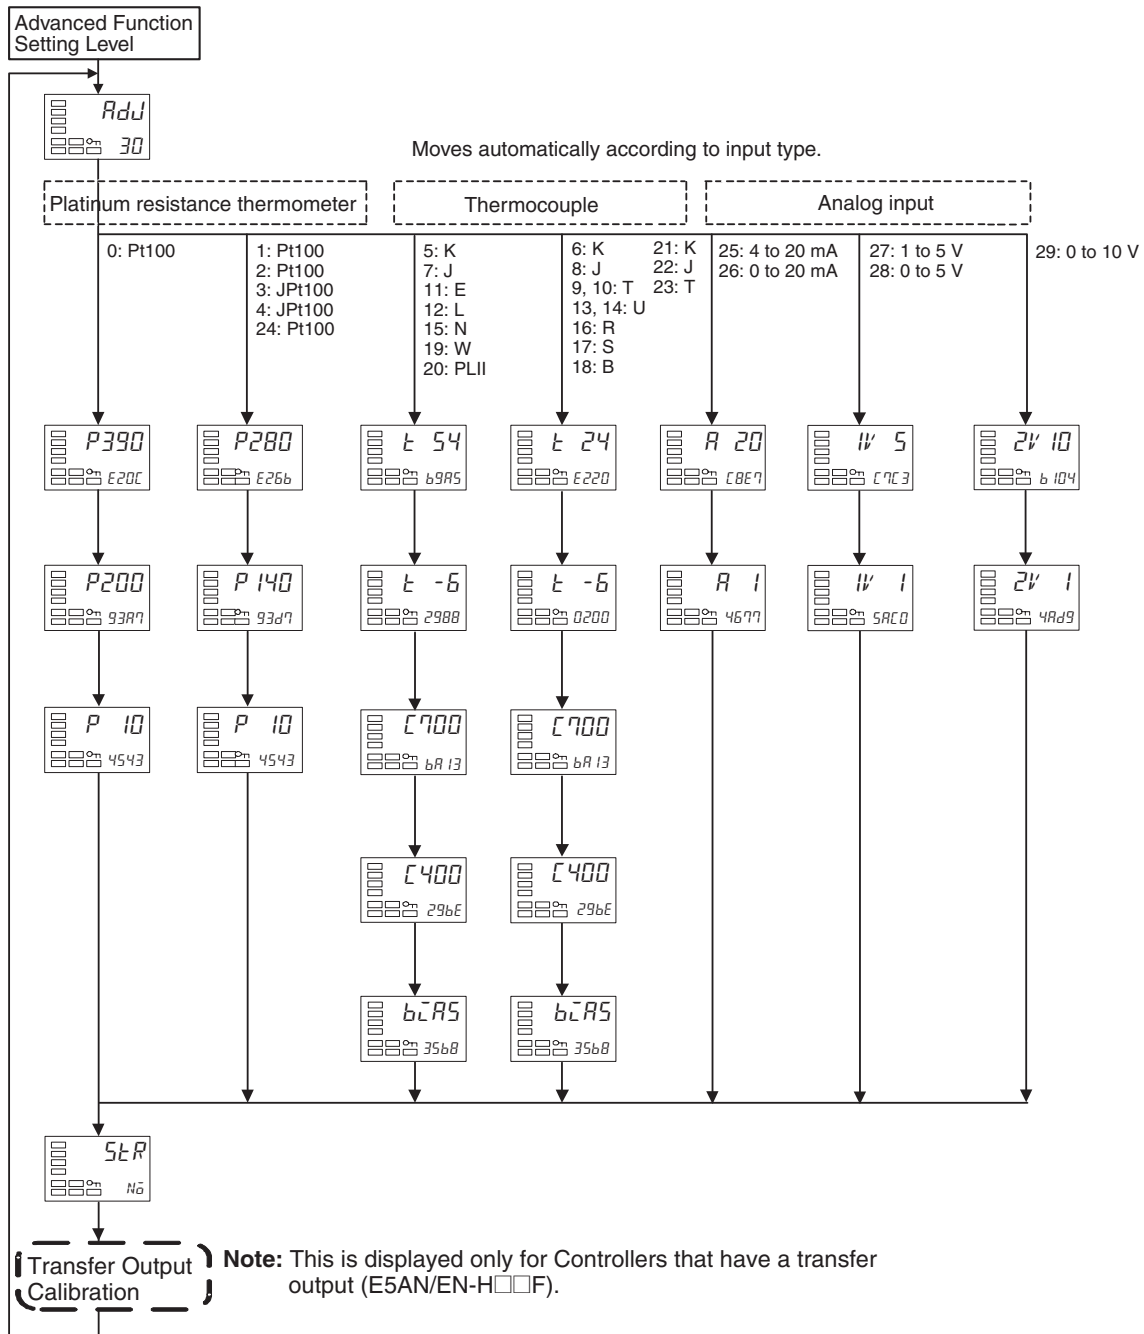 Advanced Function
Setting Level
AdJ
30
Moves automatically according to input type.
Platinum resistance thermometer
Thermocouple
Analog input
0: Pt100
1: Pt100
2: Pt100
3: JPt100
4: JPt100
24: Pt100
5: K
7: J
11: E
12: L
15: N
19: W
20: PLII
6: K
8: J
9, 10: T
13, 14: U
16: R
17: S
18: B
21: K
22: J
23: T
25: 4 to 20 mA
26: 0 to 20 mA
27: 1 to 5 V
28: 0 to 5 V
29: 0 to 10 V
P390
E20C
P280
E26b
t 54
b9A5
t 24
E220
A 20
C8E7
1V 5
C7C3
2V 10
b104
P200
93A7
P140
93d7
t -6
2988
t -6
0200
A 1
4677
1V 1
5AC0
2V 1
4Ad9
P 10
4543
P 10
4543
C700
bA13
C700
bA13
C400
29bE
C400
29bE
biAS
35b8
biAS
35b8
StR
No
Transfer Output
Calibration
Note: This is displayed only for Controllers that have a transfer
output (E5AN/EN-H□□F).